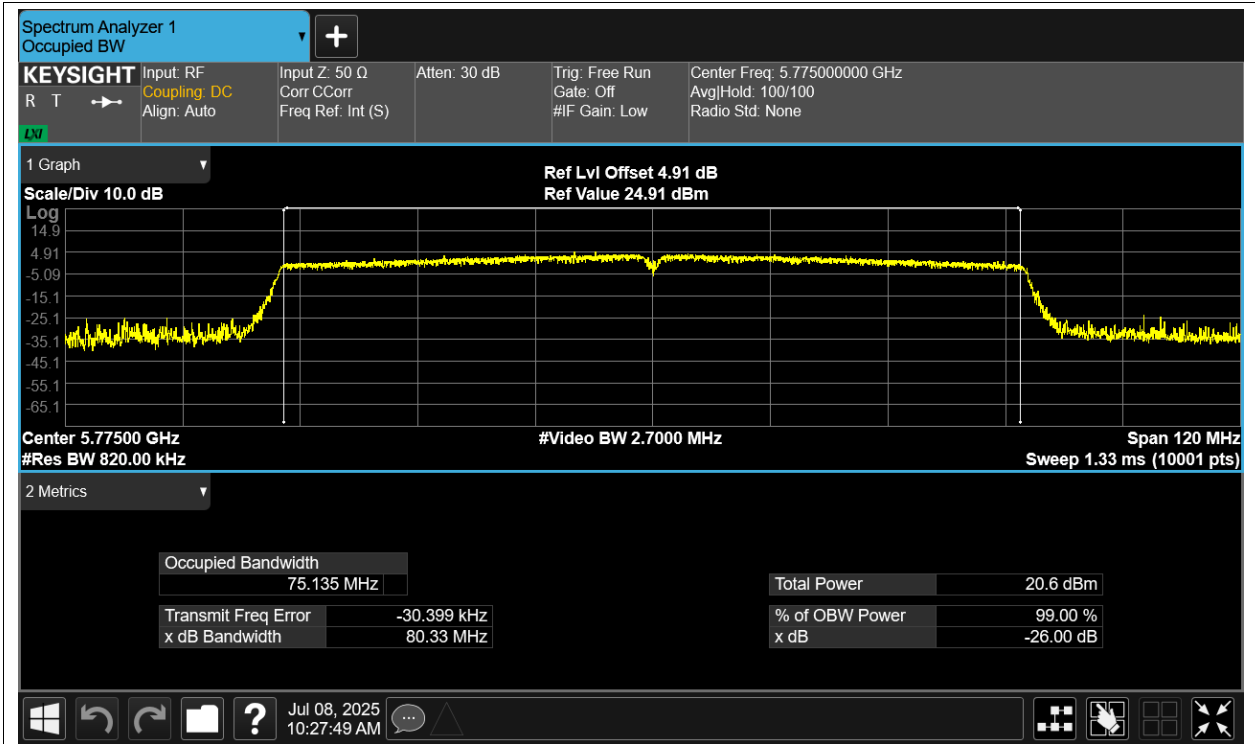 Spectrum Analyzer 1
Occupied BW
KEYSIGHT
R T
LXI
Input: RF
Coupling: DC
Align: Auto
Input Z: 50 Ω
Corr CCorr
Freq Ref: Int (S)
Atten: 30 dB
Trig: Free Run
Gate: Off
#IF Gain: Low
Center Freq: 5.775000000 GHz
Avg|Hold: 100/100
Radio Std: None
1 Graph
Scale/Div 10.0 dB
Ref Lvl Offset 4.91 dB
Ref Value 24.91 dBm
Log
14.9
4.91
-5.09
-15.1
-25.1
-35.1
-45.1
-55.1
-65.1
Center 5.77500 GHz
#Video BW 2.7000 MHz
Span 120 MHz
#Res BW 820.00 kHz
Sweep 1.33 ms (10001 pts)
2 Metrics
Occupied Bandwidth
75.135 MHz
Transmit Freq Error -30.399 kHz
x dB Bandwidth 80.33 MHz
Total Power 20.6 dBm
% of OBW Power 99.00 %
x dB -26.00 dB
?
Jul 08, 2025
10:27:49 AM